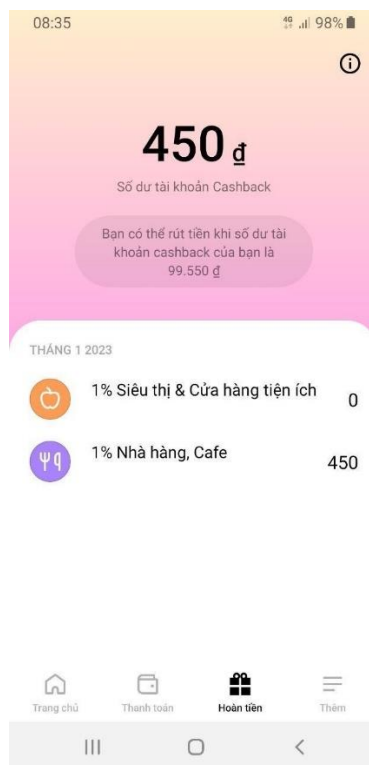 08:35
4G 98%
450 ₫
Số dư tài khoản Cashback
Bạn có thể rút tiền khi số dư tài
khoản cashback của bạn là
99.550 ₫
THÁNG 1 2023
1% Siêu thị & Cửa hàng tiện ích
0
1% Nhà hàng, Cafe
450
Trang chủ Thanh toán Hoàn tiền Thêm